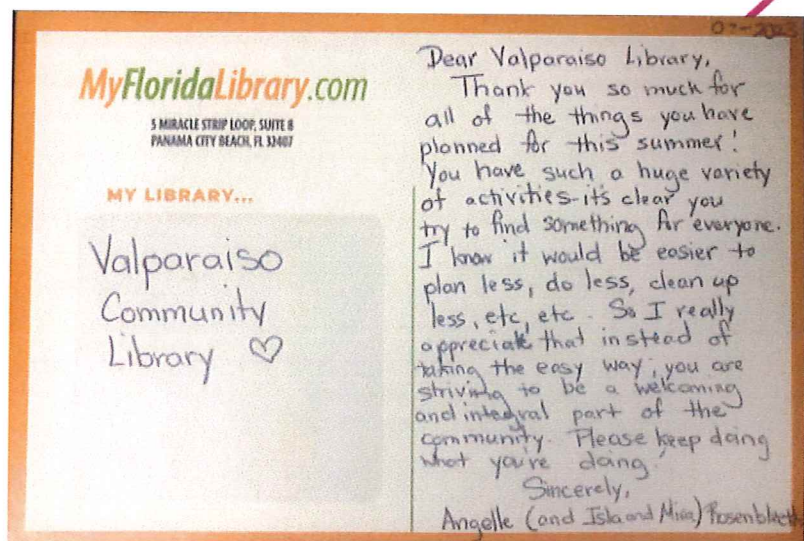 07-2023
MyFloridaLibrary.com
5 MIRACLE STRIP LOOP, SUITE 8
PANAMA CITY BEACH, FL 32407
MY LIBRARY...
Valparaiso
Community
Library ♡
Dear Valparaiso Library,
Thank you so much for
all of the things you have
planned for this summer!
You have such a huge variety
of activities-it's clear you
try to find something for everyone.
I know it would be easier to
plan less, do less, clean up
less, etc, etc. So I really
appreciate that instead of
taking the easy way, you are
striving to be a welcoming
and integral part of the
community. Please keep doing
what you're doing!
Sincerely,
Angelle (and Isla and Mira)